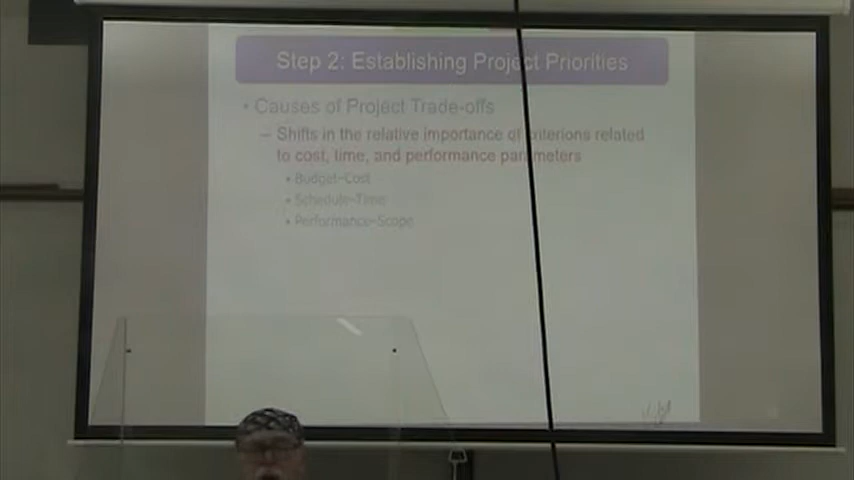 Step 2: Establishing Project Priorities
• Causes of Project Trade-offs
– Shifts in the relative importance of criterions related
to cost, time, and performance parameters
• Budget–Cost
• Schedule–Time
• Performance–Scope